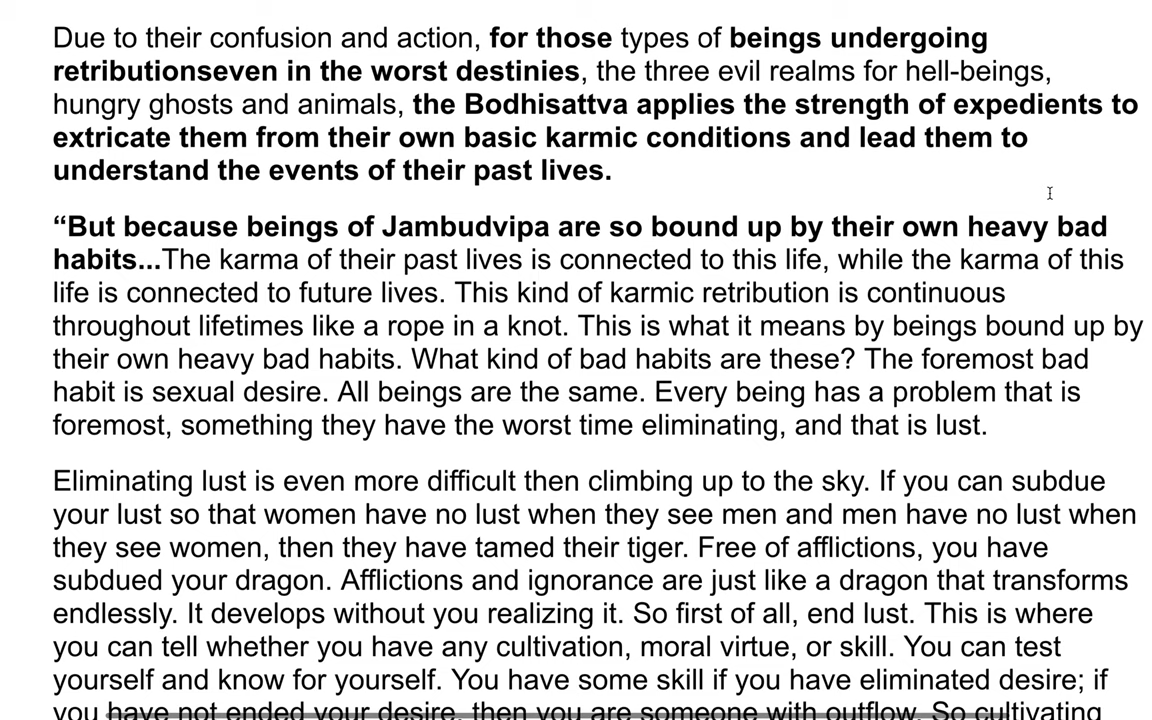 Due to their confusion and action, for those types of beings undergoing
retributionseven in the worst destinies, the three evil realms for hell-beings,
hungry ghosts and animals, the Bodhisattva applies the strength of expedients to
extricate them from their own basic karmic conditions and lead them to
understand the events of their past lives.
“But because beings of Jambudvipa are so bound up by their own heavy bad
habits...The karma of their past lives is connected to this life, while the karma of this
life is connected to future lives. This kind of karmic retribution is continuous
throughout lifetimes like a rope in a knot. This is what it means by beings bound up by
their own heavy bad habits. What kind of bad habits are these? The foremost bad
habit is sexual desire. All beings are the same. Every being has a problem that is
foremost, something they have the worst time eliminating, and that is lust.
Eliminating lust is even more difficult then climbing up to the sky. If you can subdue
your lust so that women have no lust when they see men and men have no lust when
they see women, then they have tamed their tiger. Free of afflictions, you have
subdued your dragon. Afflictions and ignorance are just like a dragon that transforms
endlessly. It develops without you realizing it. So first of all, end lust. This is where
you can tell whether you have any cultivation, moral virtue, or skill. You can test
yourself and know for yourself. You have some skill if you have eliminated desire; if
you have not ended your desire, then you are someone with outflow. So cultivating